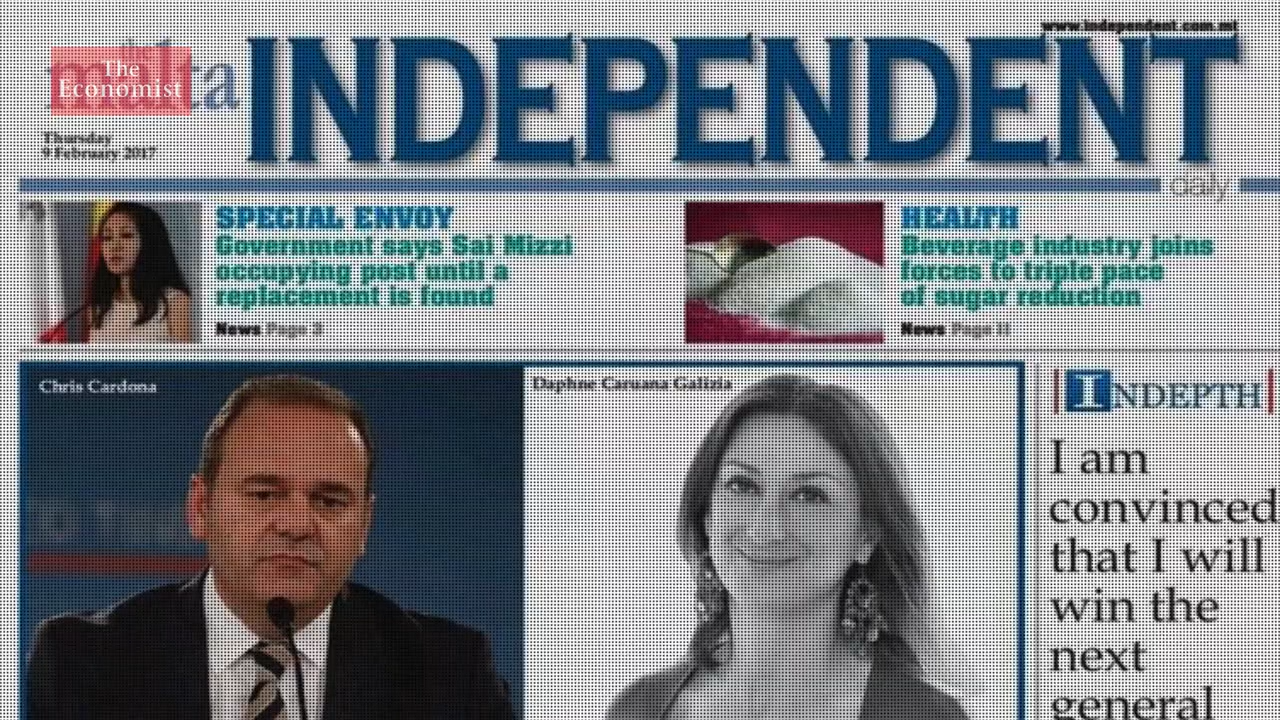 www.independent.com.mt
The
Economist
the
malta
INDEPENDENT
Thursday
9 February 2017
daily
SPECIAL ENVOY
Government says Sai Mizzi
occupying post until a
replacement is found
News Page 3
HEALTH
Beverage industry joins
forces to triple pace
of sugar reduction
News Page 11
Chris Cardona
Daphne Caruana Galizia
INDEPTH
I am
convinced
that I will
win the
next
general